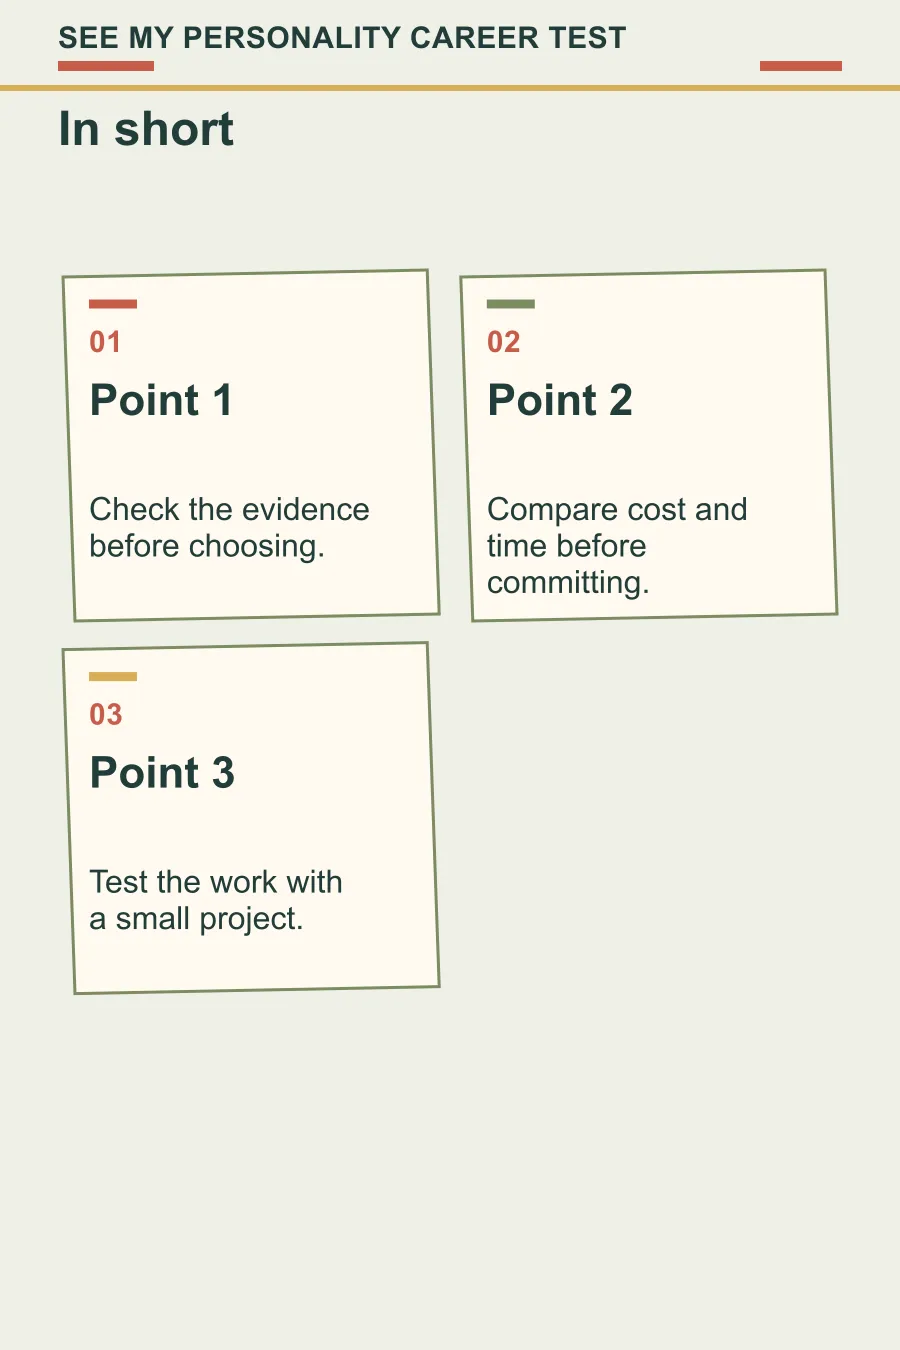 SEE MY PERSONALITY CAREER TEST
In short
01
Point 1
Check the evidence
before choosing.
02
Point 2
Compare cost and
time before
committing.
03
Point 3
Test the work with
a small project.